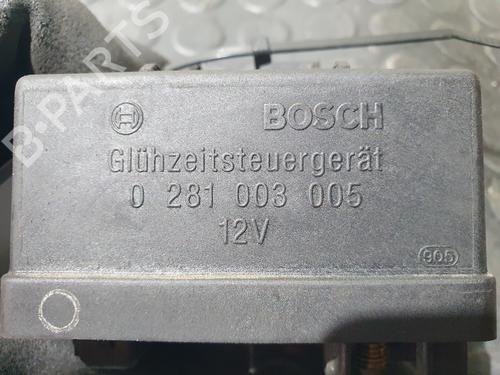 BOSCH
Glühzeitsteuergerät
0 281 003 005
12V
905
B-PARTS